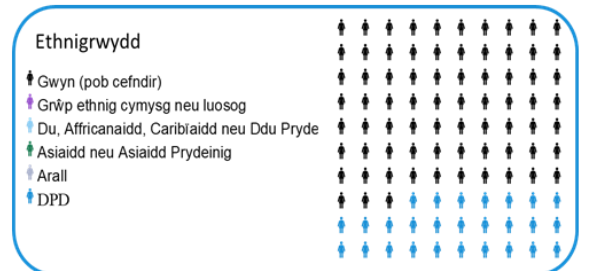 Ethnigrwydd
Gwyn (pob cefndir)
Grŵp ethnig cymysg neu luosog
Du, Affricanaidd, Caribïaidd neu Ddu Pryde
Asiaidd neu Asiaidd Prydeinig
Arall
DPD